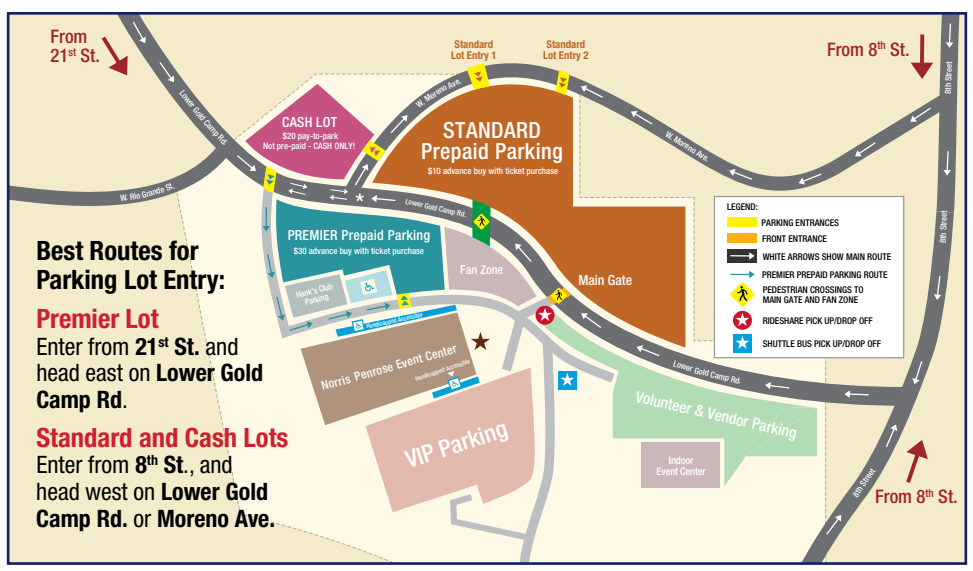 From
21st St.
Standard
Lot Entry 1
Standard
Lot Entry 2
From 8th St.
8th Street
Lower Gold Camp Rd.
W. Moreno Ave.
CASH LOT
$20 pay-to-park
Not pre-paid - CASH ONLY!
STANDARD
Prepaid Parking
$10 advance buy with ticket purchase
W. Moreno Ave.
W. Rio Grande St.
*
Lower Gold Camp Rd.
PREMIER Prepaid Parking
$30 advance buy with ticket purchase
Fan Zone
Main Gate
8th Street
LEGEND:
PARKING ENTRANCES
FRONT ENTRANCE
WHITE ARROWS SHOW MAIN ROUTE
PREMIER PREPAID PARKING ROUTE
PEDESTRIAN CROSSINGS TO
MAIN GATE AND FAN ZONE
RIDESHARE PICK UP/DROP OFF
SHUTTLE BUS PICK UP/DROP OFF
Hank's Club
Parking
Handicapped Accessible
Norris Penrose Event Center
Handicapped Accessible
VIP Parking
Lower Gold Camp Rd.
Volunteer & Vendor Parking
Indoor
Event Center
8th Street
From 8th St.
Best Routes for
Parking Lot Entry:
Premier Lot
Enter from 21st St. and
head east on Lower Gold
Camp Rd.
Standard and Cash Lots
Enter from 8th St., and
head west on Lower Gold
Camp Rd. or Moreno Ave.